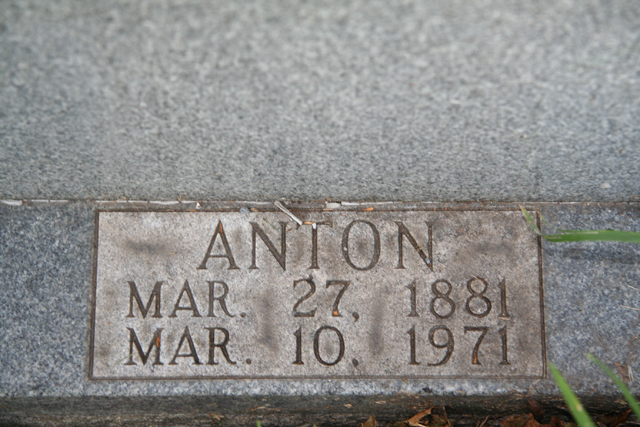 ANTON
MAR. 27, 1881
MAR. 10. 1971